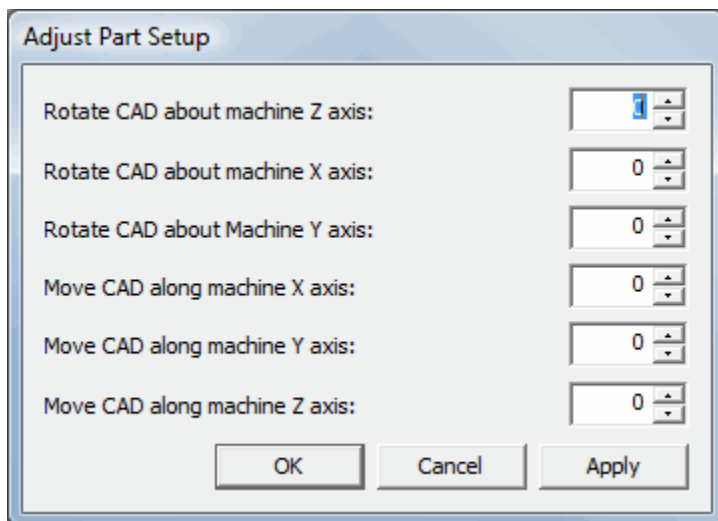 Adjust Part Setup
Rotate CAD about machine Z axis: 0
Rotate CAD about machine X axis: 0
Rotate CAD about Machine Y axis: 0
Move CAD along machine X axis: 0
Move CAD along machine Y axis: 0
Move CAD along machine Z axis: 0
OK Cancel Apply